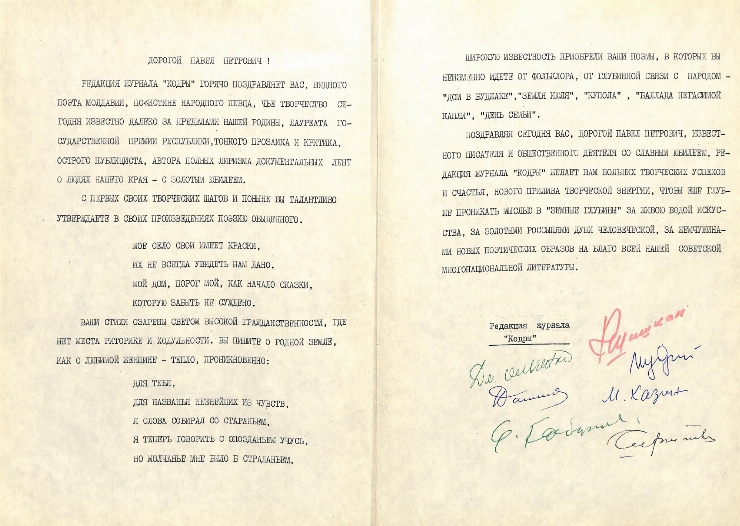 ДОРОГОЙ ПАВЕЛ ПЕТРОВИЧ !
РЕДАКЦИЯ ЖУРНАЛА "КОДРЫ" ГОРЯЧО ПОЗДРАВЛЯЕТ ВАС, ВИДНОГО
ПОЭТА МОЛДАВИИ, ПОИСТИНЕ НАРОДНОГО ПЕВЦА, ЧЬЕ ТВОРЧЕСТВО СЕ-
ГОДНЯ ИЗВЕСТНО ДАЛЕКО ЗА ПРЕДЕЛАМИ НАШЕЙ РОДИНЫ, ЛАУРЕАТА ГО-
СУДАРСТВЕННОЙ ПРЕМИИ РЕСПУБЛИКИ, ТОНКОГО ПРОЗАИКА И КРИТИКА,
ОСТРОГО ПУБЛИЦИСТА, АВТОРА ПОЛНЫХ ЛИРИЗМА ДОКУМЕНТАЛЬНЫХ ЛЕНТ
О ЛЮДЯХ НАШЕГО КРАЯ - С ЗОЛОТЫМ ЮБИЛЕЕМ.
С ПЕРВЫХ СВОИХ ТВОРЧЕСКИХ ШАГОВ И ПОНЫНЕ ВЫ ТАЛАНТЛИВО
УТВЕРЖДАЕТЕ В СВОИХ ПРОИЗВЕДЕНИЯХ ПОЭЗИЮ ОБЫДЕННОГО.
МОЕ СЕЛО СВОИ ИМЕЕТ КРАСКИ,
ИХ НЕ ВСЕГДА УВИДЕТЬ НАМ ДАНО.
МОЙ ДОМ, ПОРОГ МОЙ, КАК НАЧАЛО СКАЗКИ,
КОТОРУЮ ЗАБЫТЬ НЕ СУЖДЕНО.
ВАШИ СТИХИ ОЗАРЕНЫ СВЕТОМ ВЫСОКОЙ ГРАЖДАНСТВЕННОСТИ, ГДЕ
НЕТ МЕСТА РИТОРИКЕ И ХОДУЛЬНОСТИ. ВЫ ПИШЕТЕ О РОДНОЙ ЗЕМЛЕ,
КАК О ЛЮБИМОЙ ЖЕНЩИНЕ - ТЕПЛО, ПРОНИКНОВЕННО:
ДЛЯ ТЕБЯ,
ДЛЯ НАЗВАНЬЯ НЕЖНЕЙШИХ ИЗ ЧУВСТВ,
Я СЛОВА СОБИРАЛ СО СТАРАНЬЕМ,
Я ТЕПЕРЬ ГОВОРИТЬ С ОПОЗДАНЬЕМ УЧУСЬ,
НО МОЛЧАНЬЕ МНЕ БЫЛО В СТРАДАНЬЕМ.
ШИРОКУЮ ИЗВЕСТНОСТЬ ПРИОБРЕЛИ ВАШИ ПОЭМЫ, В КОТОРЫХ ВЫ
НЕИЗМЕННО ИДЕТЕ ОТ ФОЛЬКЛОРА, ОТ ГЛУБИННОЙ СВЯЗИ С НАРОДОМ -
"ДОМ В БУДЛАКЕ", "ЗЕМЛЯ ИЮЛЯ", "КУПОЛА" , "БАЛЛАДА НЕГАСИМОЙ
КАПЛИ", "ДЕНЬ СЕМЬИ".
ПОЗДРАВЛЯЯ СЕГОДНЯ ВАС, ДОРОГОЙ ПАВЕЛ ПЕТРОВИЧ, ИЗВЕСТ-
НОГО ПИСАТЕЛЯ И ОБЩЕСТВЕННОГО ДЕЯТЕЛЯ СО СЛАВНЫМ ЮБИЛЕЕМ, РЕ-
ДАКЦИЯ ЖУРНАЛА "КОДРЫ" ЖЕЛАЕТ ВАМ БОЛЬШИХ ТВОРЧЕСКИХ УСПЕХОВ
И СЧАСТЬЯ, НОВОГО ПРИЛИВА ТВОРЧЕСКОЙ ЭНЕРГИИ, ЧТОБЫ ЕЩЕ ГЛУБ-
ЖЕ ПРОНИКАТЬ МЫСЛЬЮ В "ЗЕМНЫЕ ГЛУБИНЫ" ЗА ЖИВОЮ ВОДОЙ ИСКУС-
СТВА, ЗА ЗОЛОТЫМИ РОССЫПЯМИ ДУШИ ЧЕЛОВЕЧЕСКОЙ, ЗА ЖЕМЧУЖИНА-
МИ НОВЫХ ПОЭТИЧЕСКИХ ОБРАЗОВ НА БЛАГО ВСЕЙ НАШЕЙ СОВЕТСКОЙ
МНОГОНАЦИОНАЛЬНОЙ ЛИТЕРАТУРЫ.
Редакция журнала
"Кодры"
М. Хазин